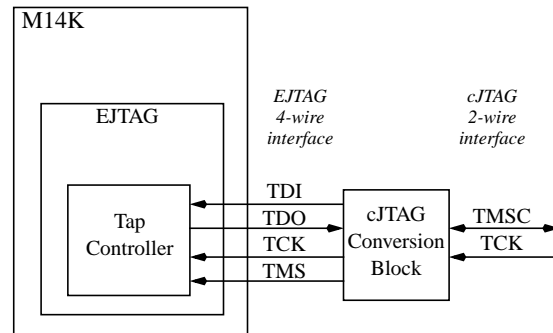 M14K
EJTAG
Tap
Controller
EJTAG
4-wire
interface
TDI
TDO
TCK
TMS
cJTAG
Conversion
Block
cJTAG
2-wire
interface
TMSC
TCK